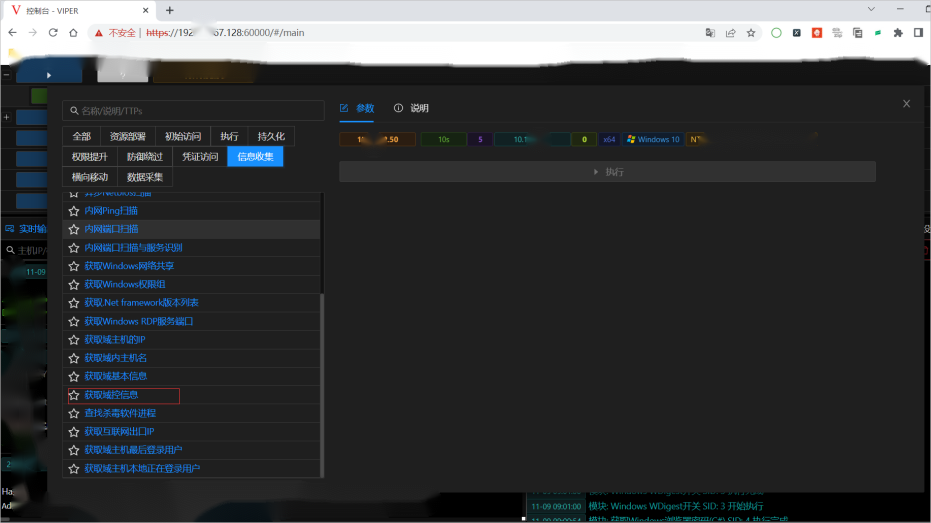 控制台 - VIPER
不安全 https://192 67.128:60000/#/main
名称/说明/TTPs
全部 资源部署 初始访问 执行 持久化
权限提升 防御绕过 凭证访问 信息收集
横向移动 数据采集
内网Ping扫描
内网端口扫描
内网端口扫描与服务识别
获取Windows网络共享
获取Windows权限组
获取.Net framework版本列表
获取Windows RDP服务端口
获取域主机的IP
获取域内主机名
获取域基本信息
获取域控信息
查找杀毒软件进程
获取互联网出口IP
获取域主机最后登录用户
获取域主机本地正在登录用户
参数 说明
2.50 10s 5 10.1 0 x64 Windows 10
执行
实时输
主机IP/
11-09
11-09 09:01:00 模块: Windows WDigest开关 SID: 3 开始执行